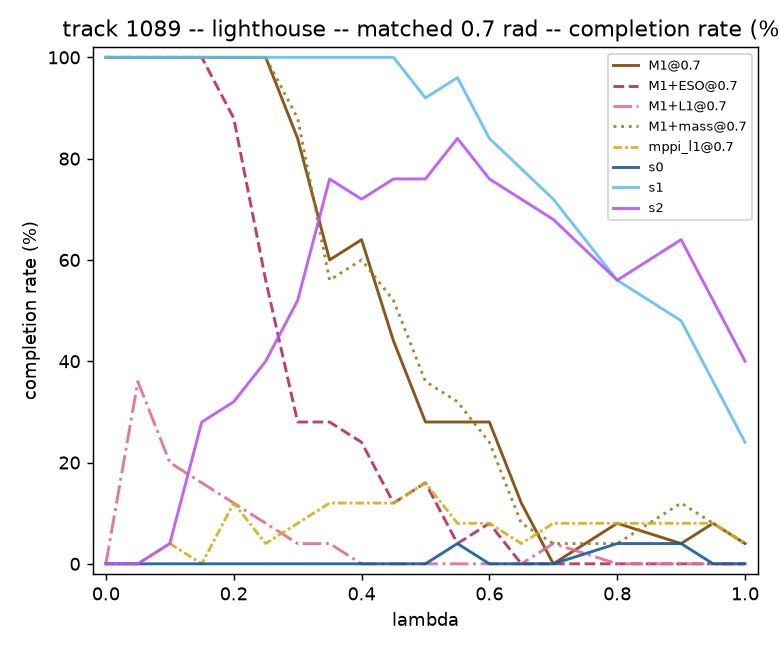 track 1089 -- lighthouse -- matched 0.7 rad -- completion rate (%
100
80
60
40
20
0
completion rate (%)
0.0 0.2 0.4 0.6 0.8 1.0
lambda
M1@0.7
M1+ESO@0.7
M1+L1@0.7
M1+mass@0.7
mppi_l1@0.7
s0
s1
s2